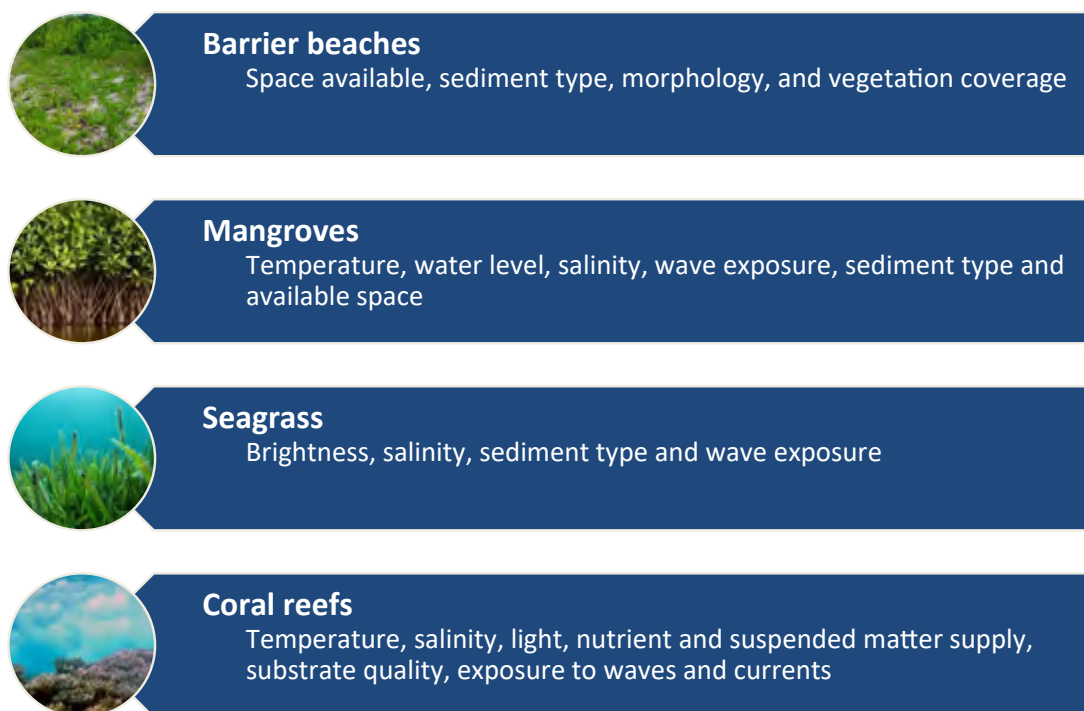 Barrier beaches
Space available, sediment type, morphology, and vegetation coverage
Mangroves
Temperature, water level, salinity, wave exposure, sediment type and
available space
Seagrass
Brightness, salinity, sediment type and wave exposure
Coral reefs
Temperature, salinity, light, nutrient and suspended matter supply,
substrate quality, exposure to waves and currents